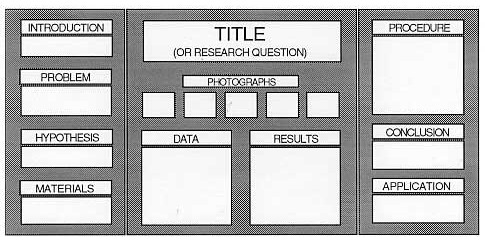 INTRODUCTION
PROBLEM
HYPOTHESIS
MATERIALS
TITLE
(OR RESEARCH QUESTION)
PHOTOGRAPHS
DATA
RESULTS
PROCEDURE
CONCLUSION
APPLICATION